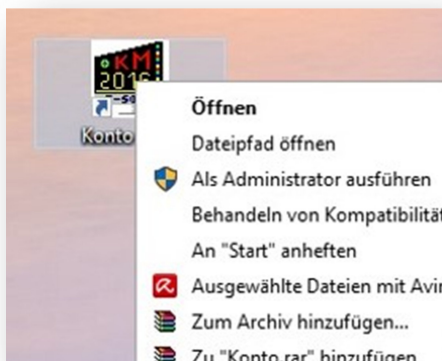 KM
2016
Konto
Öffnen
Dateipfad öffnen
Als Administrator ausführen
Behandeln von Kompatibilität
An "Start" anheften
Ausgewählte Dateien mit Avir
Zum Archiv hinzufügen...
Zu "Konto.rar" hinzufügen